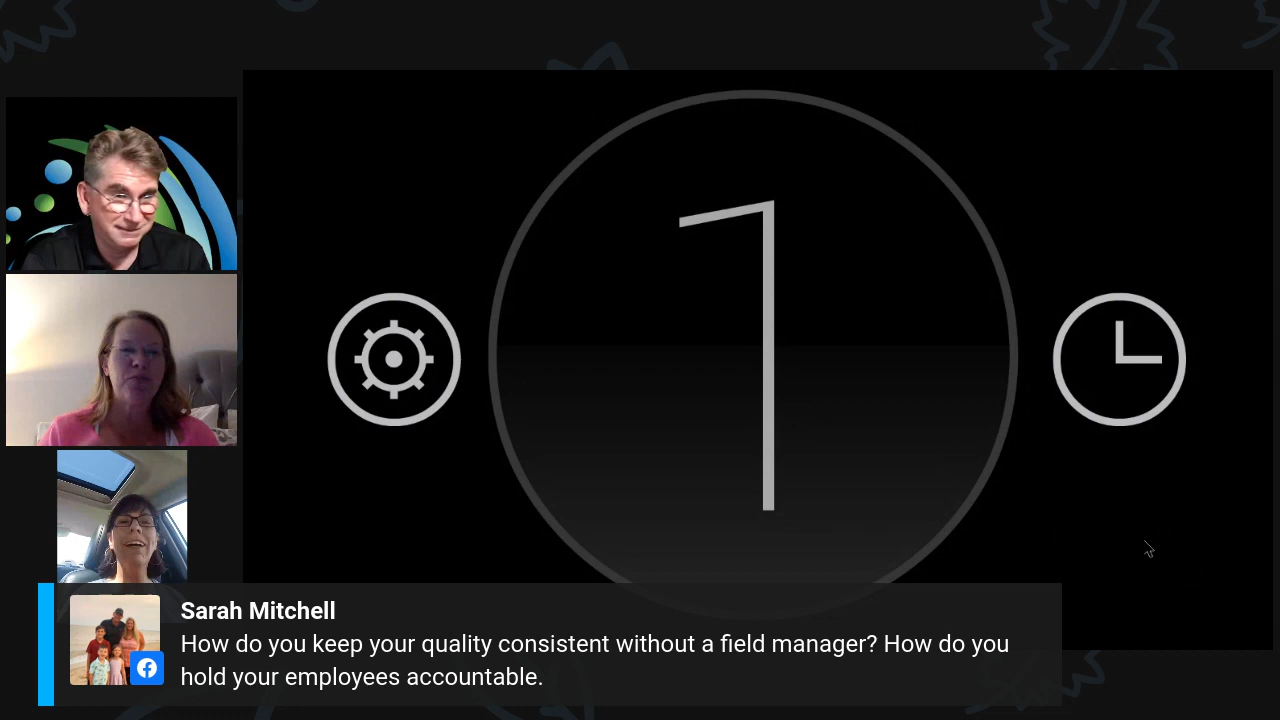 1
Sarah Mitchell
How do you keep your quality consistent without a field manager? How do you
hold your employees accountable.